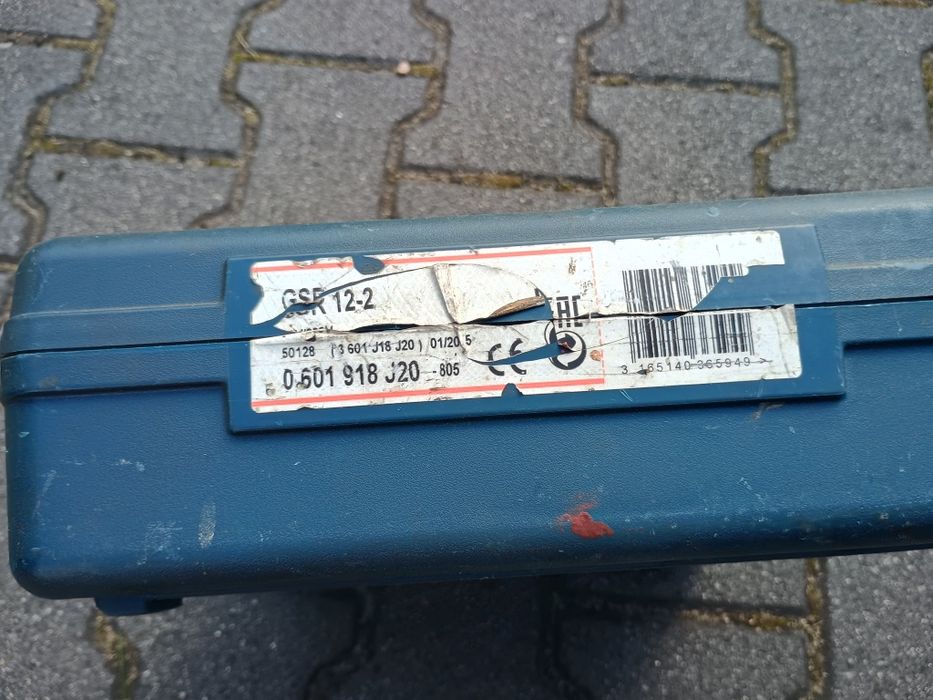 GSR 12-2
50128 (3 601 J18 J20) 01/2015
0 601 918 J20 -805
CE
EAC
3 165140 365949 >